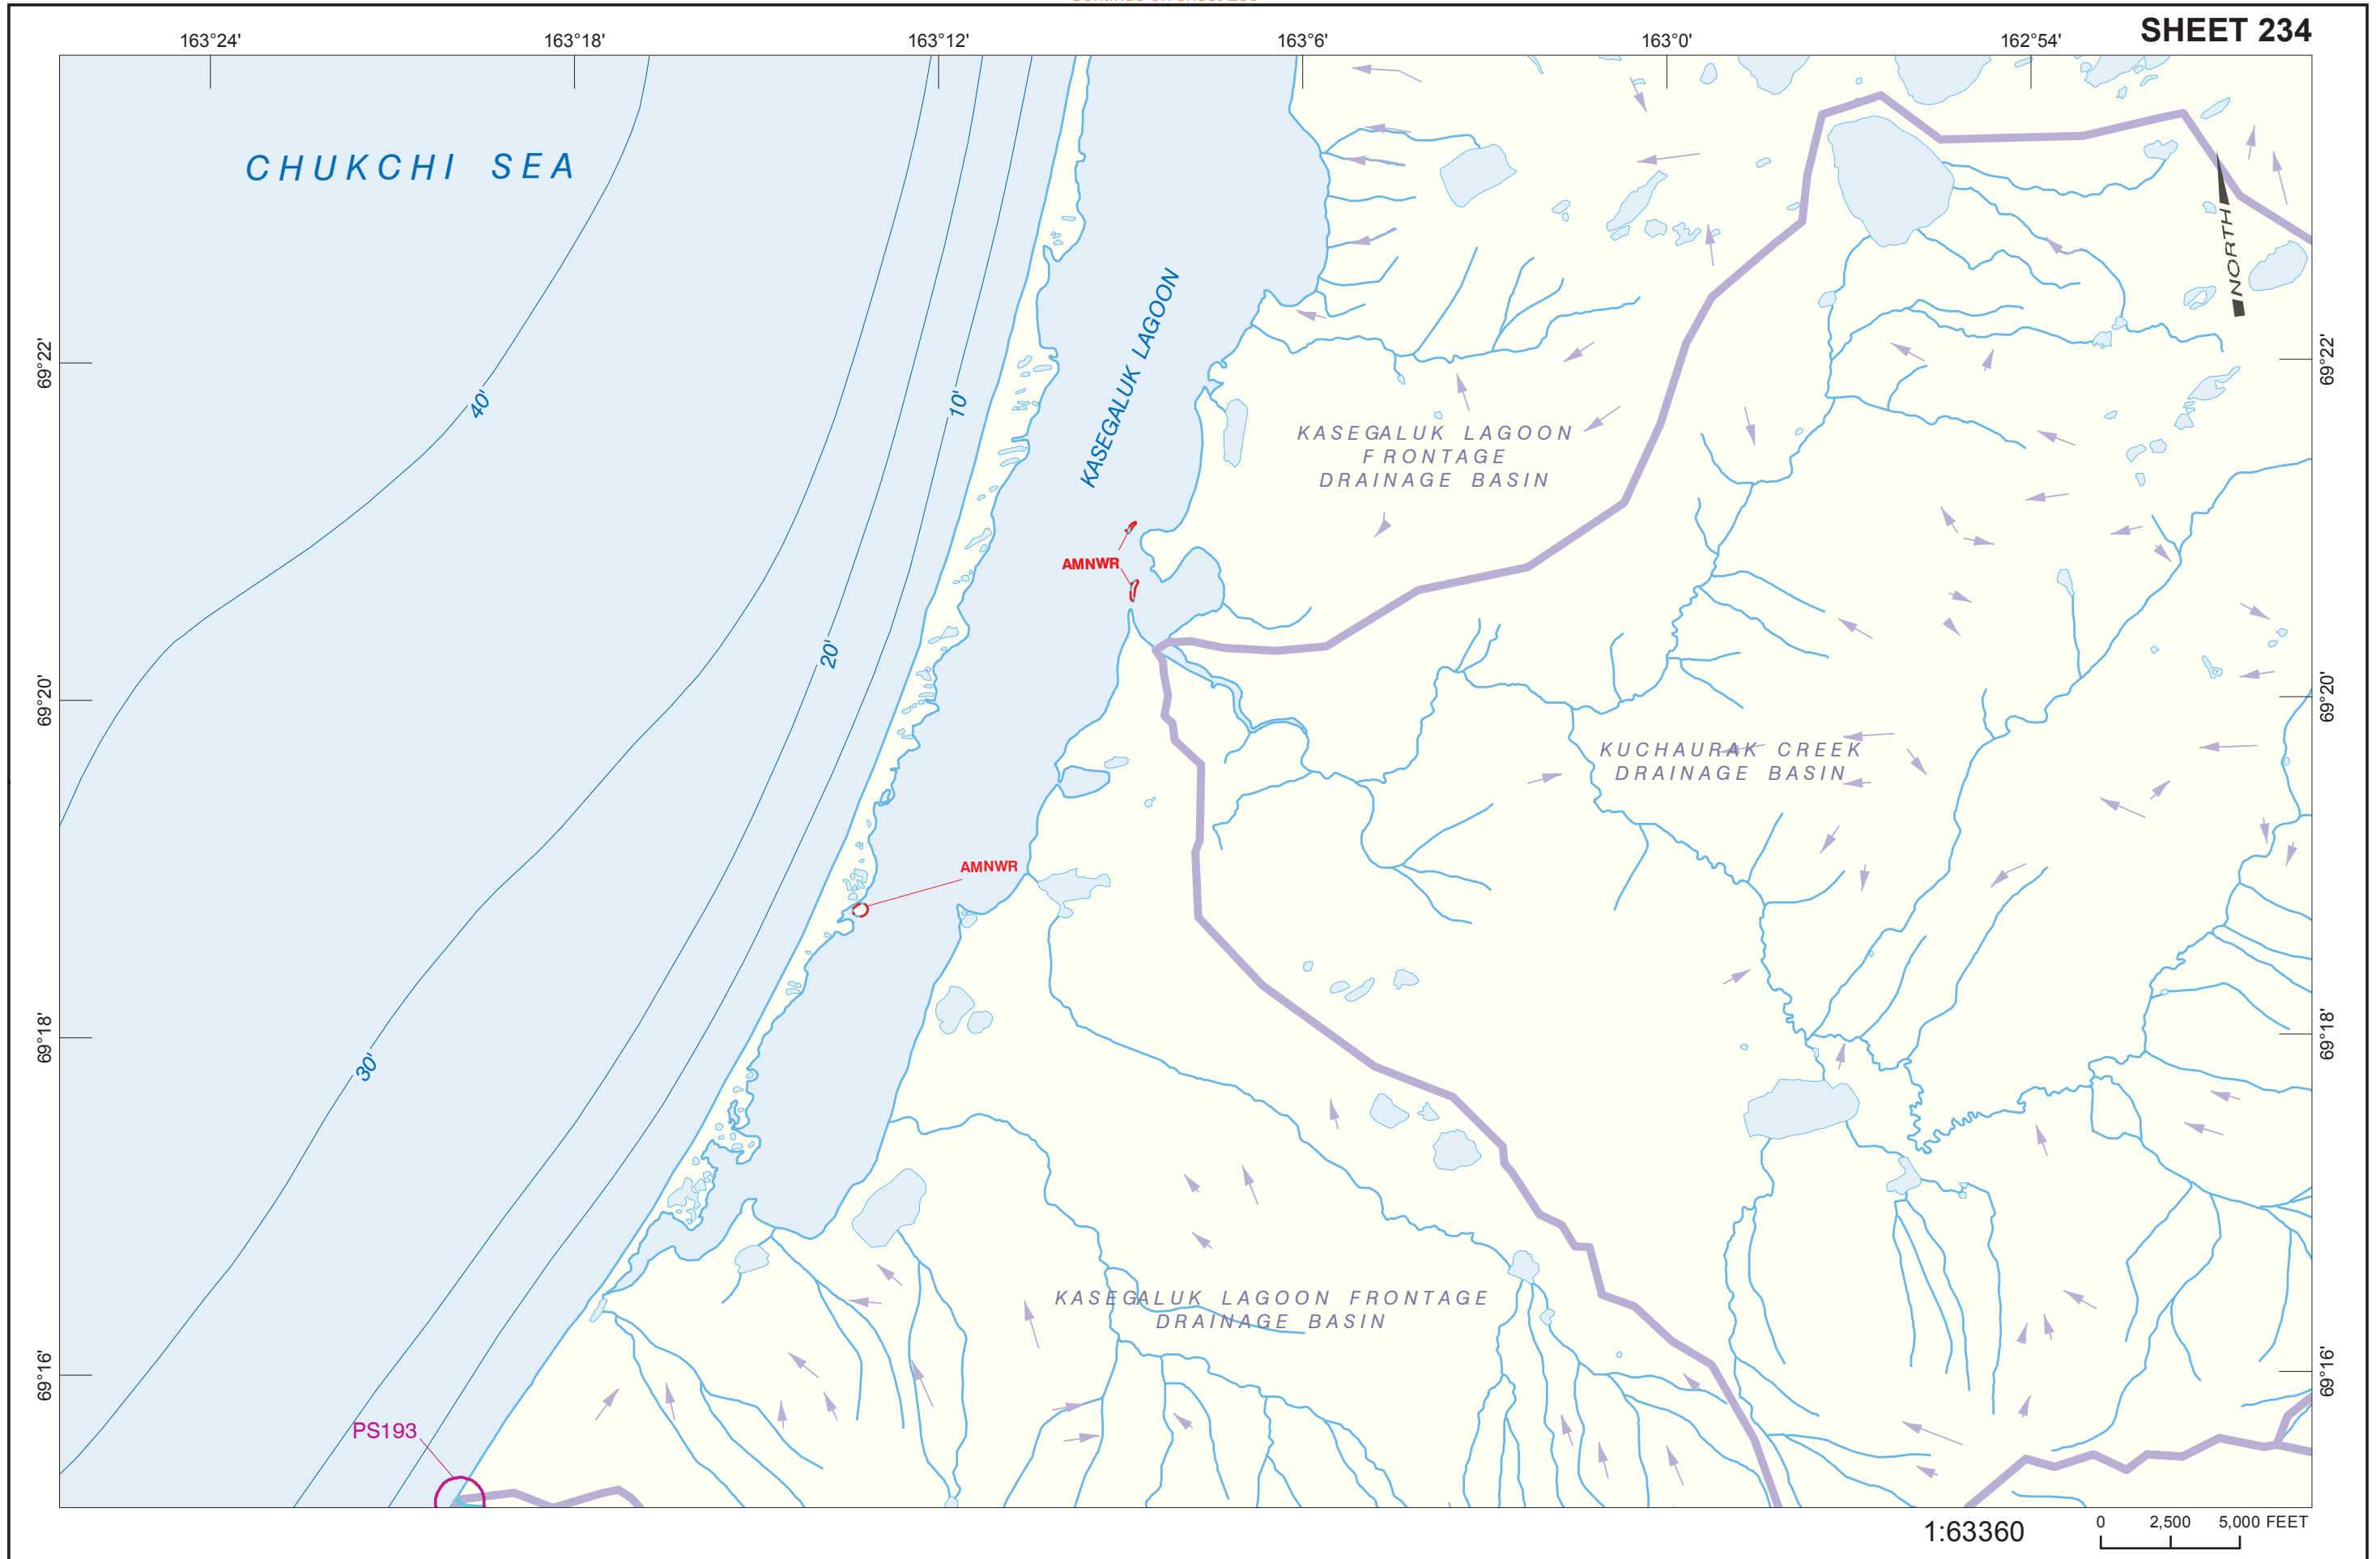 SHEET 234
163°24'
163°18'
163°12'
163°6'
163°0'
162°54'
CHUKCHI SEA
NORTH
KASEGALUK LAGOON
69°22'
69°22'
40'
10'
KASEGALUK LAGOON
FRONTAGE
DRAINAGE BASIN
AMNWR
20'
69°20'
69°20'
KUCHAURAK CREEK
DRAINAGE BASIN
AMNWR
69°18'
69°18'
30'
KASEGALUK LAGOON FRONTAGE
DRAINAGE BASIN
69°16'
69°16'
PS193
1:63360
0 2,500 5,000 FEET